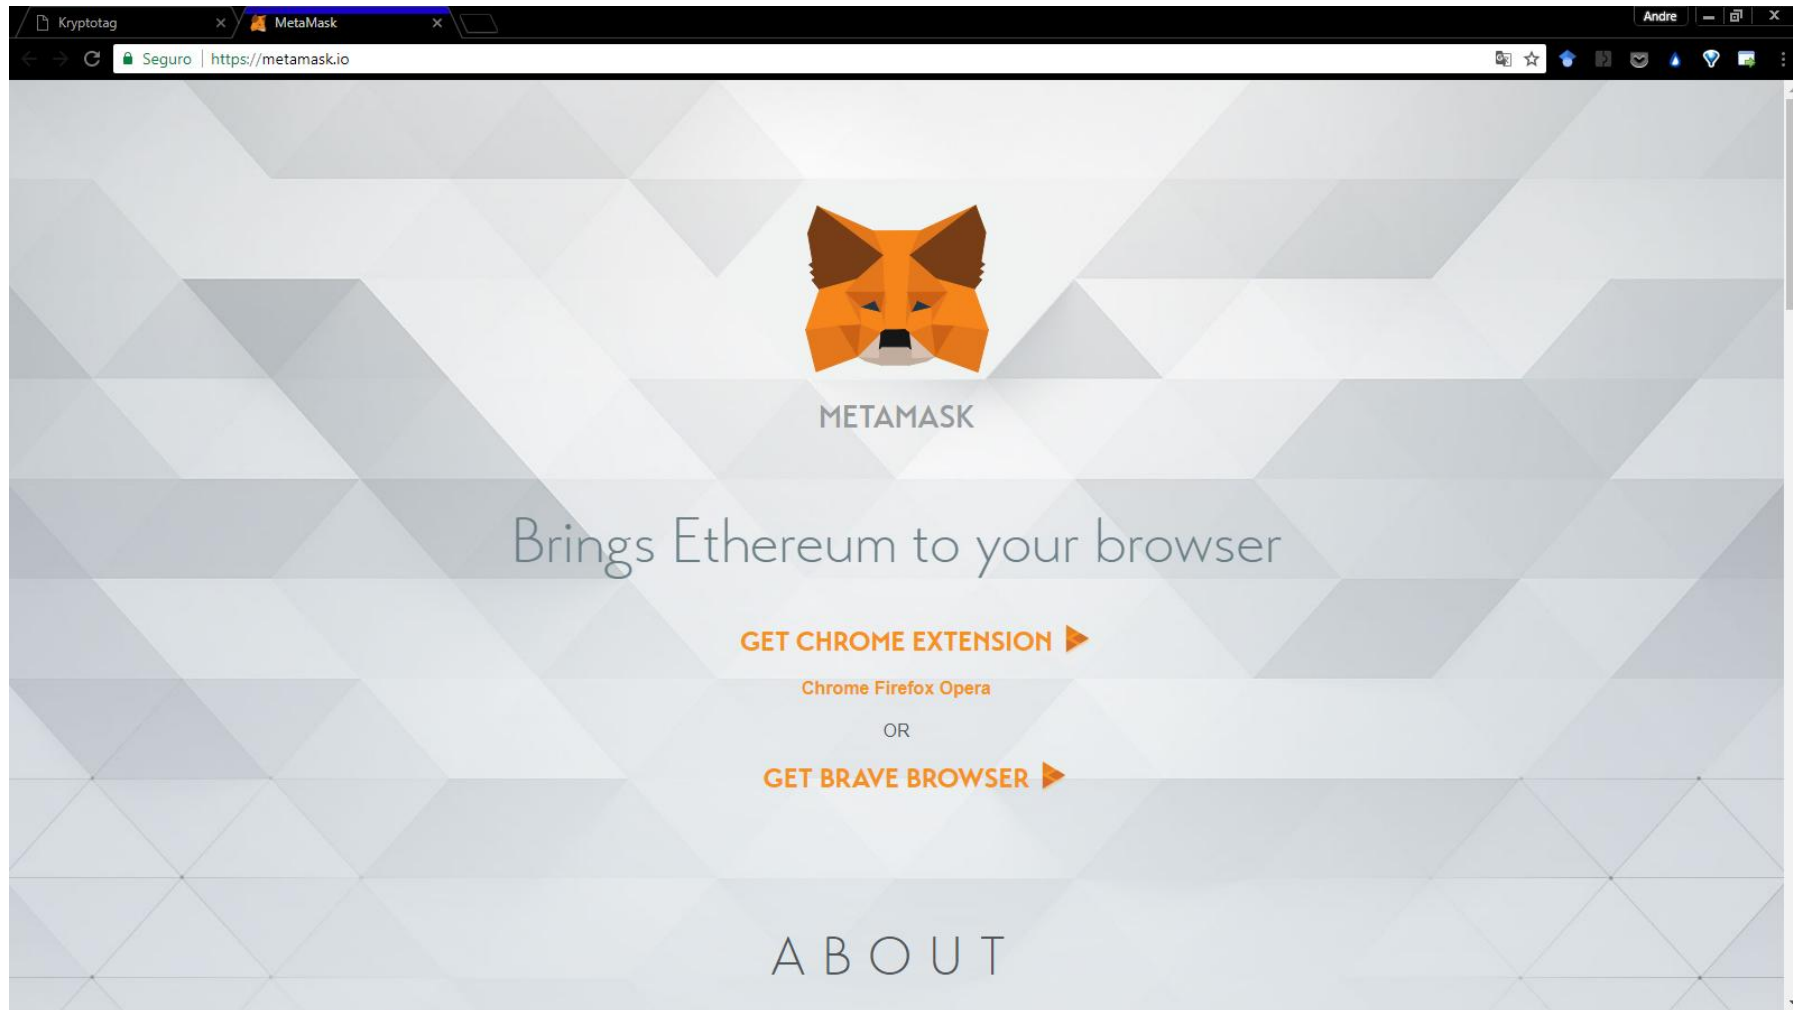 Kryptotag
MetaMask
Andre
Seguro https://metamask.io
METAMASK
Brings Ethereum to your browser
GET CHROME EXTENSION
Chrome Firefox Opera
OR
GET BRAVE BROWSER
ABOUT